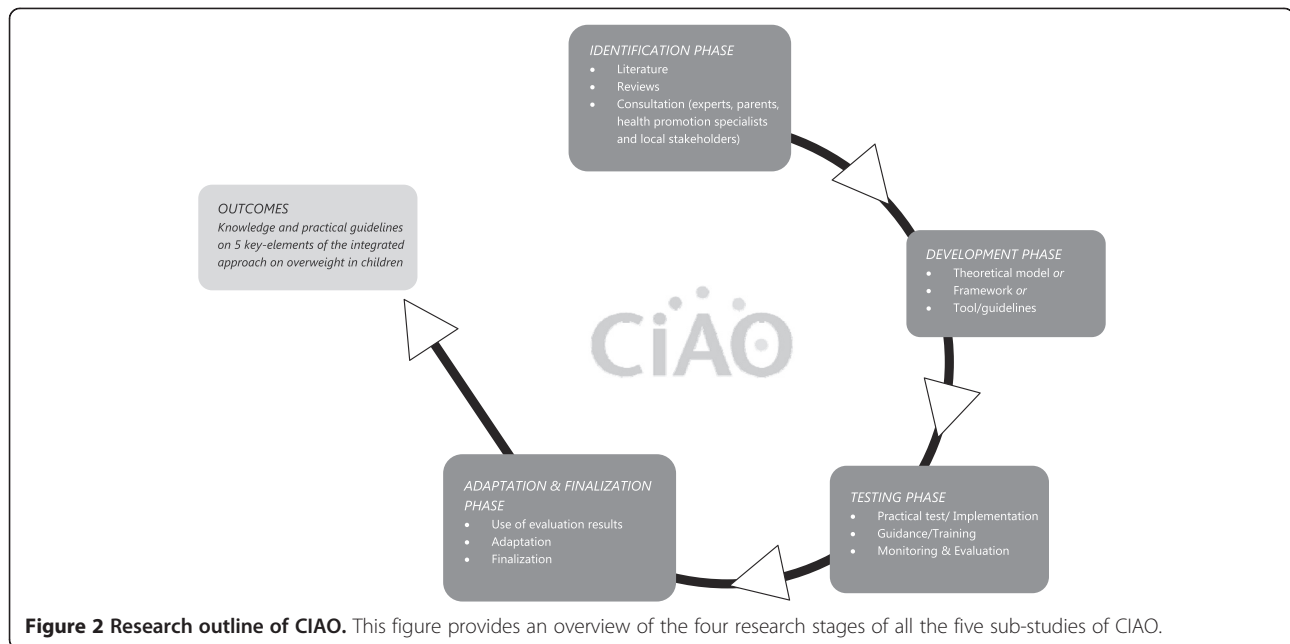 IDENTIFICATION PHASE
• Literature
• Reviews
• Consultation (experts, parents,
health promotion specialists
and local stakeholders)
DEVELOPMENT PHASE
• Theoretical model or
• Framework or
• Tool/guidelines
TESTING PHASE
• Practical test/ Implementation
• Guidance/Training
• Monitoring & Evaluation
ADAPTATION & FINALIZATION
PHASE
• Use of evaluation results
• Adaptation
• Finalization
OUTCOMES
Knowledge and practical guidelines
on 5 key-elements of the integrated
approach on overweight in children
CiAO
Figure 2 Research outline of CIAO. This figure provides an overview of the four research stages of all the five sub-studies of CIAO.